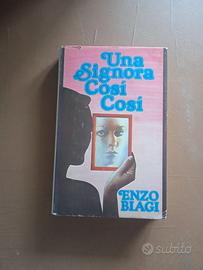 Una
Signora
Così
Così
ENZO
BIAGI
subito